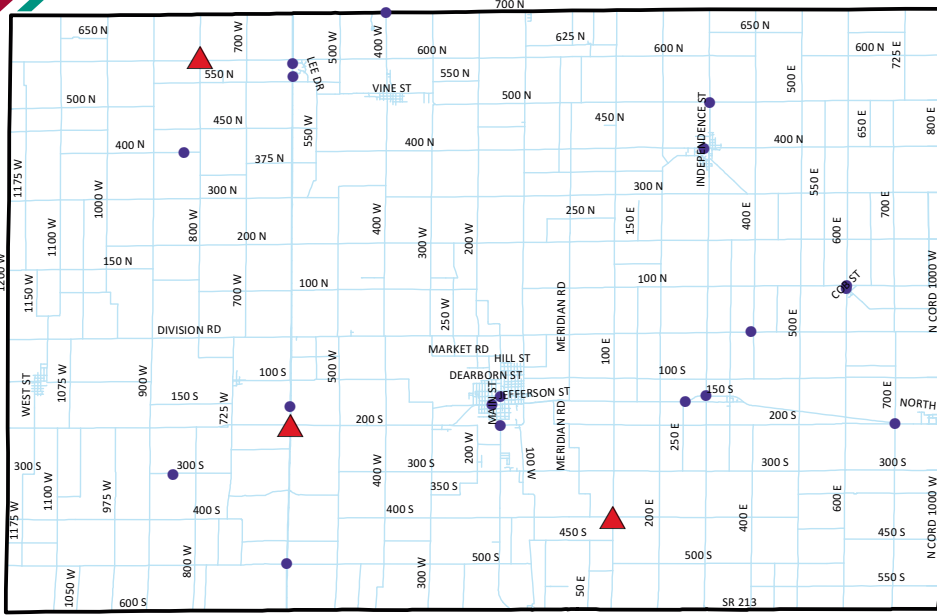 700 N
650 N
700 W
500 W
400 W
625 N
650 N
600 N
600 N
600 N
725 E
LEE DR
550 N
550 N
VINE ST
500 E
500 N
500 N
INDEPENDENCE ST
450 N
550 W
450 N
650 E
800 E
400 N
400 N
400 N
375 N
1175 W
300 N
300 N
550 E
1000 W
800 W
400 W
250 N
150 E
400 E
700 E
600 E
1100 W
200 N
300 W
200 W
1200 W
150 N
100 N
100 N
COB ST
N CORD 1000 W
1150 W
700 W
250 W
MERIDIAN RD
500 E
DIVISION RD
MARKET RD
HILL ST
100 E
500 W
100 S
DEARBORN ST
100 S
WEST ST
1075 W
900 W
150 S
725 W
MAIN ST
JEFFERSON ST
150 S
700 E
NORTH
200 S
200 S
MERIDIAN RD
250 E
200 W
100 W
300 S
300 S
300 S
300 S
300 S
400 W
350 S
1100 W
975 W
600 E
N CORD 1000 W
400 S
400 S
200 E
400 E
1175 W
450 S
450 S
800 W
500 S
500 S
300 W
50 E
550 S
1050 W
600 S
SR 213